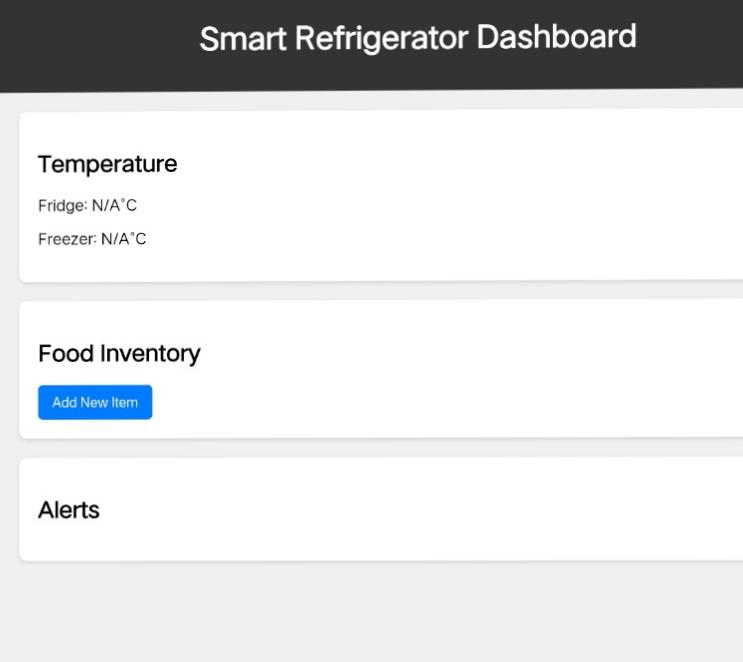 Smart Refrigerator Dashboard
Temperature
Fridge: N/A°C
Freezer: N/A°C
Food Inventory
Add New Item
Alerts